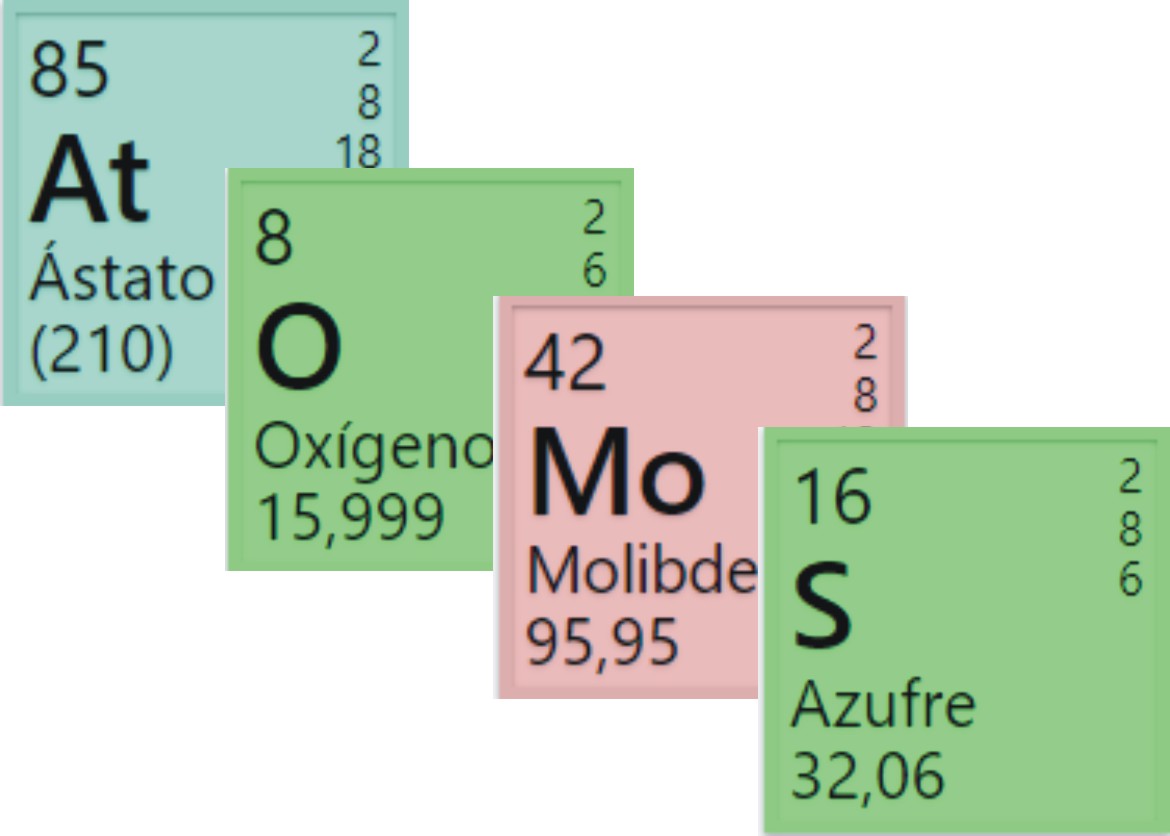 85
2
8
18
At
Ástato
(210)
8
2
6
O
Oxígeno
15,999
42
2
8
Mo
Molibde
95,95
16
2
8
6
S
Azufre
32,06